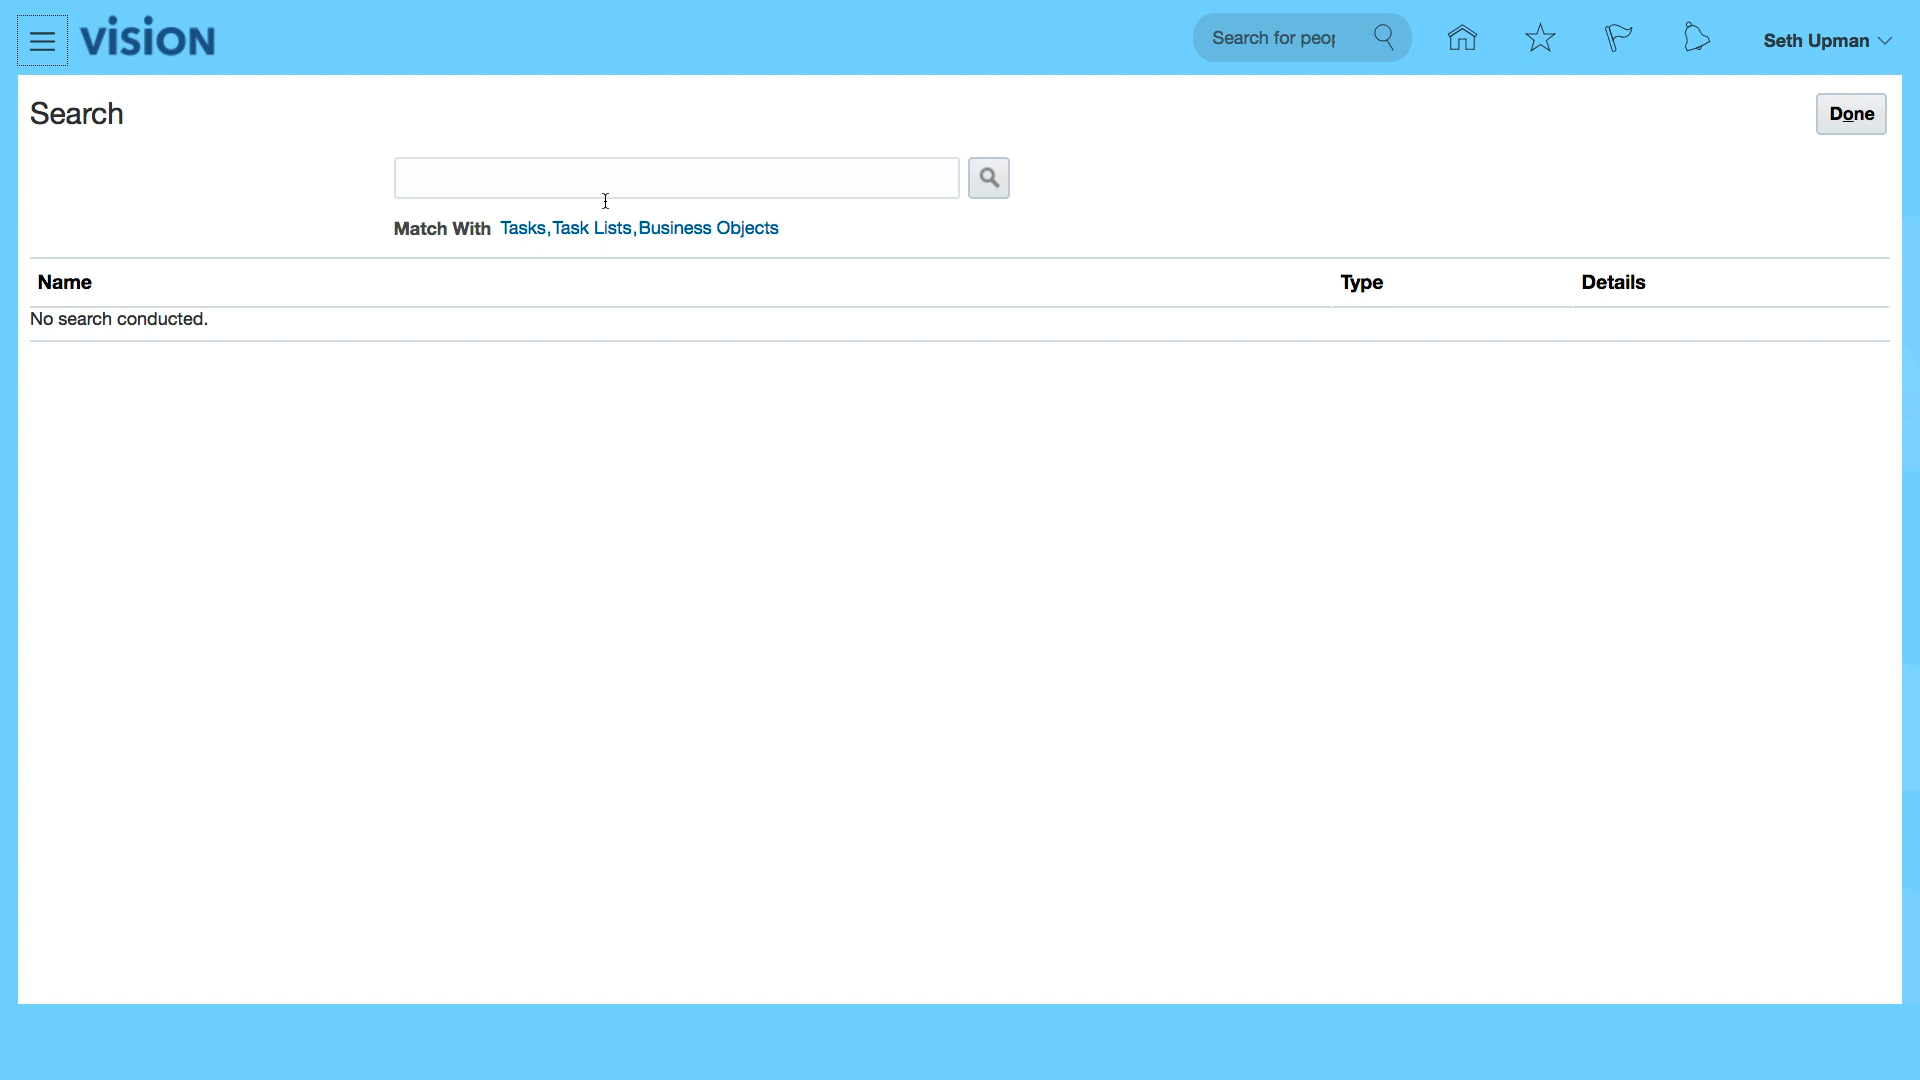 vision
Search for peop
Seth Upman
Search
Done
Match With Tasks,Task Lists,Business Objects
Name Type Details
No search conducted.